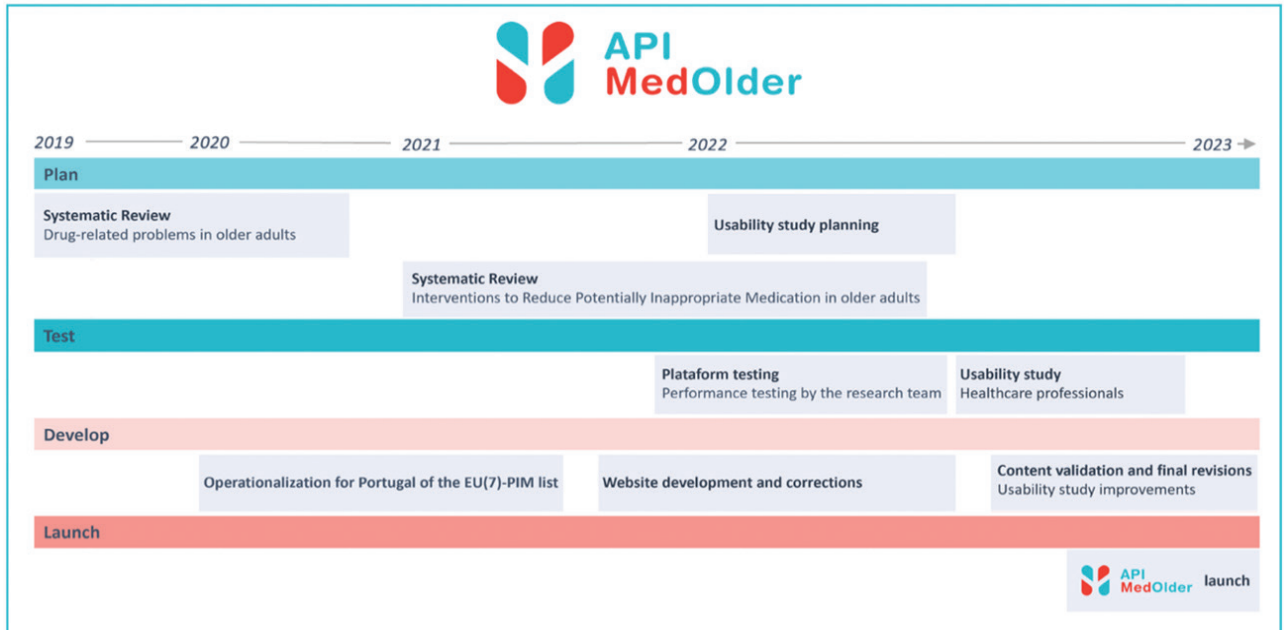 API
MedOlder
2019 2020 2021 2022 2023
Plan
Systematic Review
Drug-related problems in older adults
Usability study planning
Systematic Review
Interventions to Reduce Potentially Inappropriate Medication in older adults
Test
Plataform testing
Performance testing by the research team
Usability study
Healthcare professionals
Develop
Operationalization for Portugal of the EU(7)-PIM list
Website development and corrections
Content validation and final revisions
Usability study improvements
Launch
API
MedOlder launch